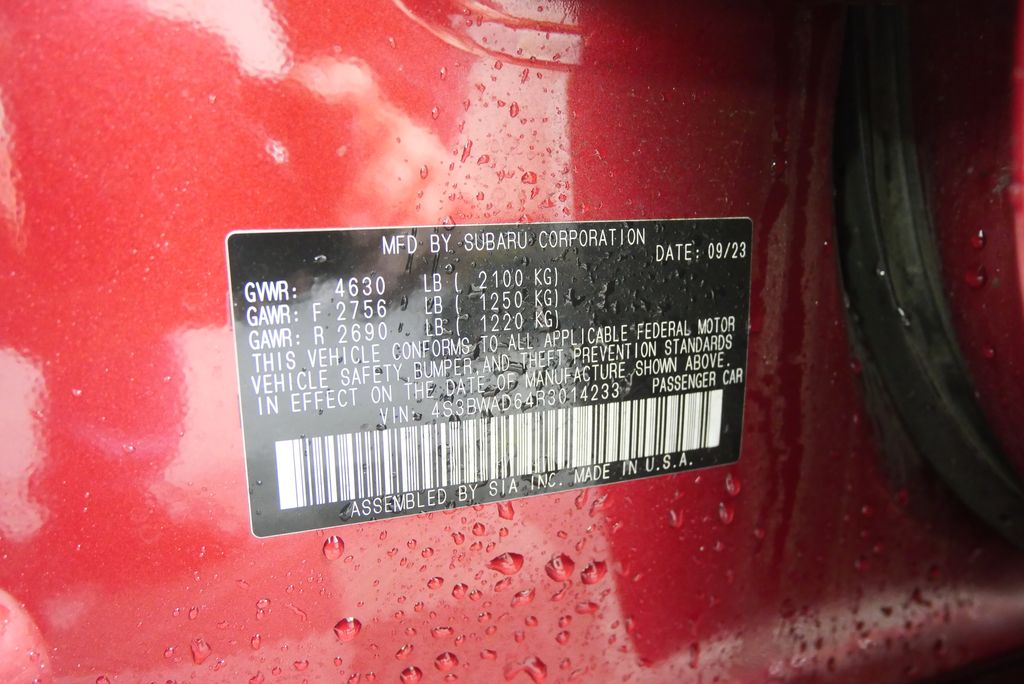 MFD BY SUBARU CORPORATION
DATE: 09/23
GVWR: 4630 LB ( 2100 KG)
GAWR: F 2756 LB ( 1250 KG)
GAWR: R 2690 LB ( 1220 KG)
THIS VEHICLE CONFORMS TO ALL APPLICABLE FEDERAL MOTOR
VEHICLE SAFETY, BUMPER, AND THEFT PREVENTION STANDARDS
IN EFFECT ON THE DATE OF MANUFACTURE SHOWN ABOVE.
VIN: 4S3BWAD64R3014233 PASSENGER CAR
ASSEMBLED BY SIA INC. MADE IN U.S.A.